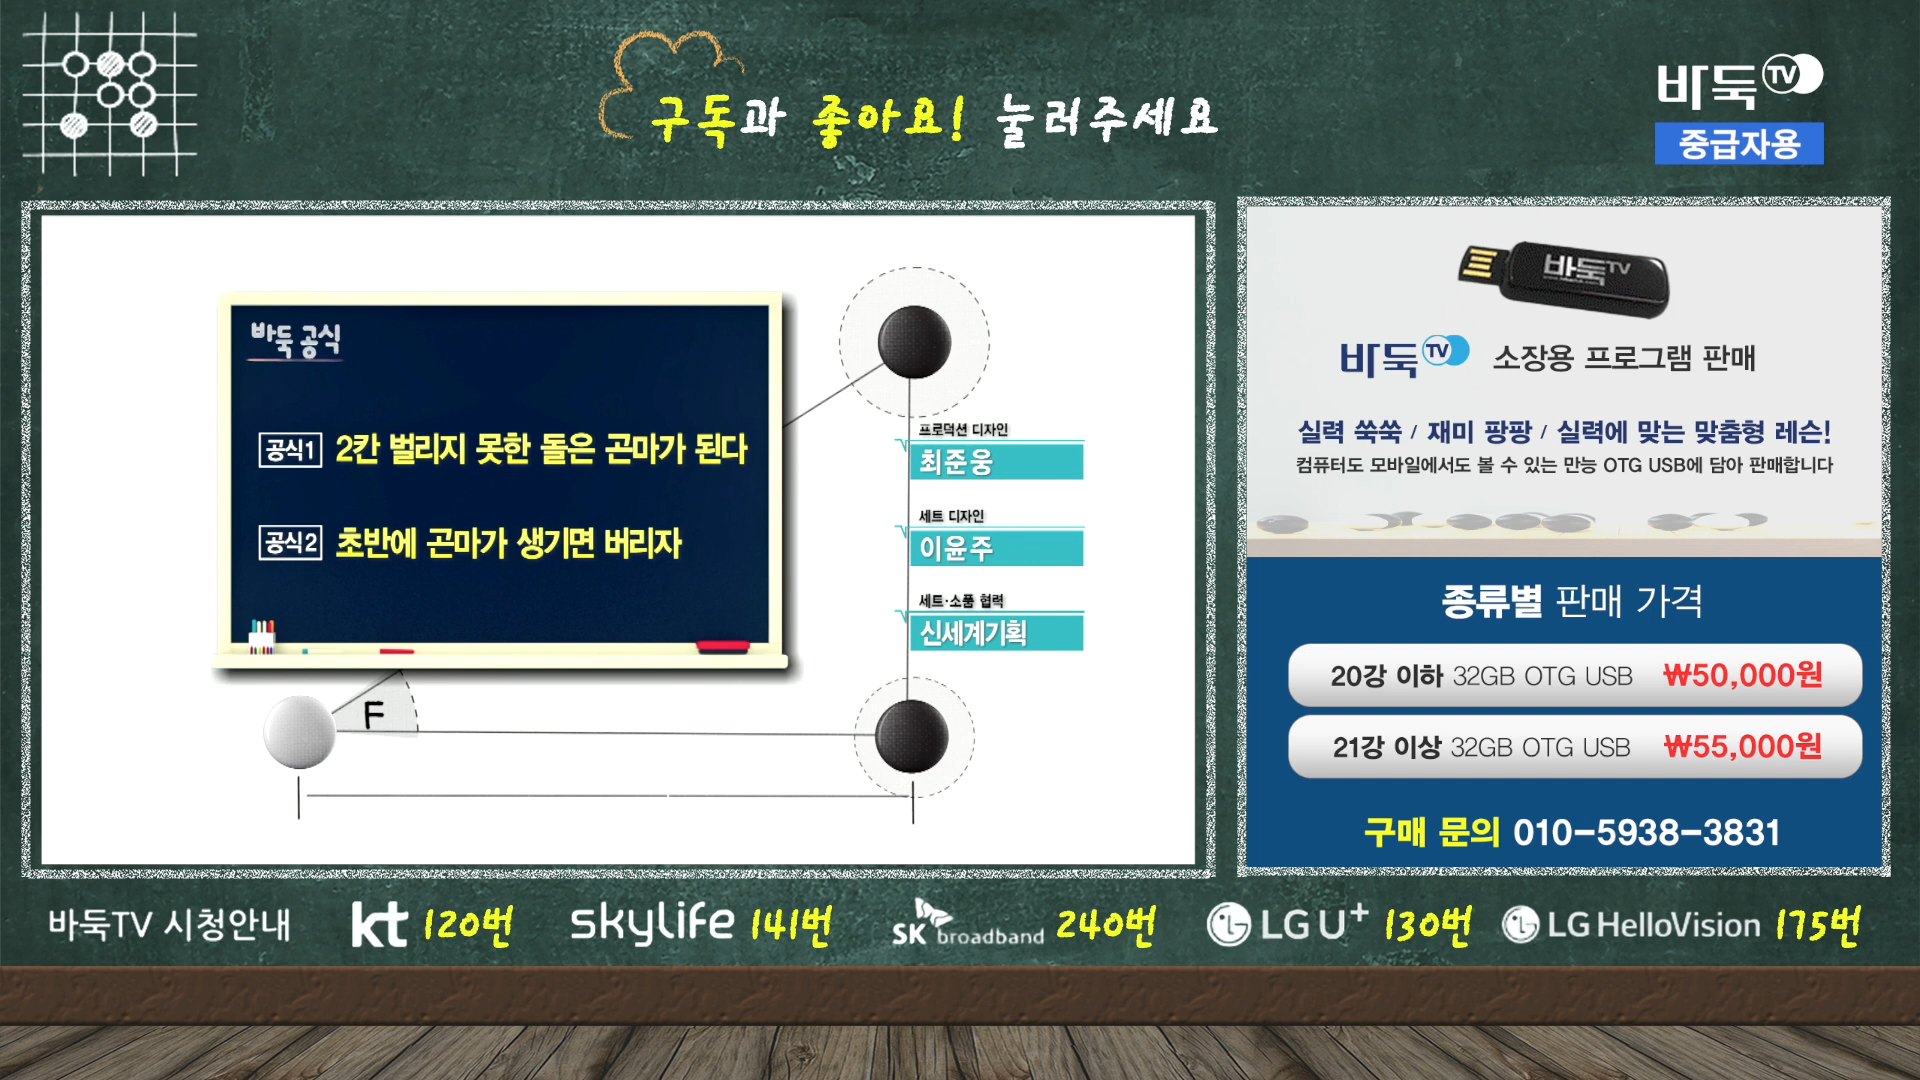 구독과 좋아요! 눌러주세요
바둑TV
중급자용
바둑 공식
공식1 2칸 벌리지 못한 돌은 곤마가 된다
공식2 초반에 곤마가 생기면 버리자
프로덕션 디자인
최준웅
세트 디자인
이윤주
세트·소품 협력
신세계기획
F
바둑TV
바둑TV 소장용 프로그램 판매
실력 쑥쑥 / 재미 팡팡 / 실력에 맞는 맞춤형 레슨!
컴퓨터도 모바일에서도 볼 수 있는 만능 OTG USB에 담아 판매합니다
종류별 판매 가격
20강 이하 32GB OTG USB ₩50,000원
21강 이상 32GB OTG USB ₩55,000원
구매 문의 010-5938-3831
바둑TV 시청안내 kt 120번 skylife 141번 SK broadband 240번 LG U+ 130번 LG HelloVision 175번